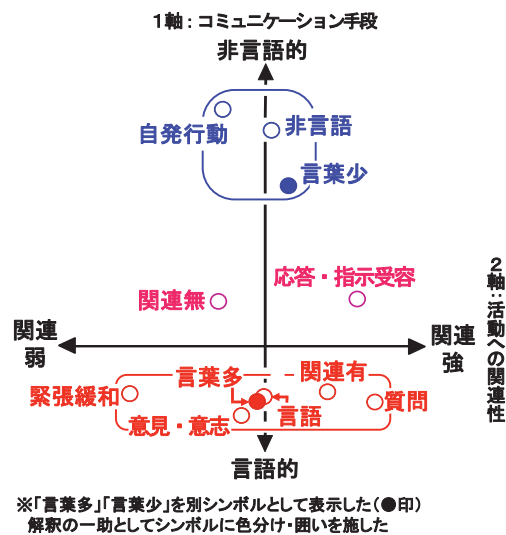 1軸:コミュニケーション手段
非言語的
自発行動
非言語
言葉少
2軸:活動への関連性
関連無
応答・指示受容
関連
弱
関連
強
言葉多
関連有
緊張緩和
質問
意見・意志
言語
言語的
※「言葉多」「言葉少」を別シンボルとして表示した(●印)
解釈の一助としてシンボルに色分け・囲いを施した